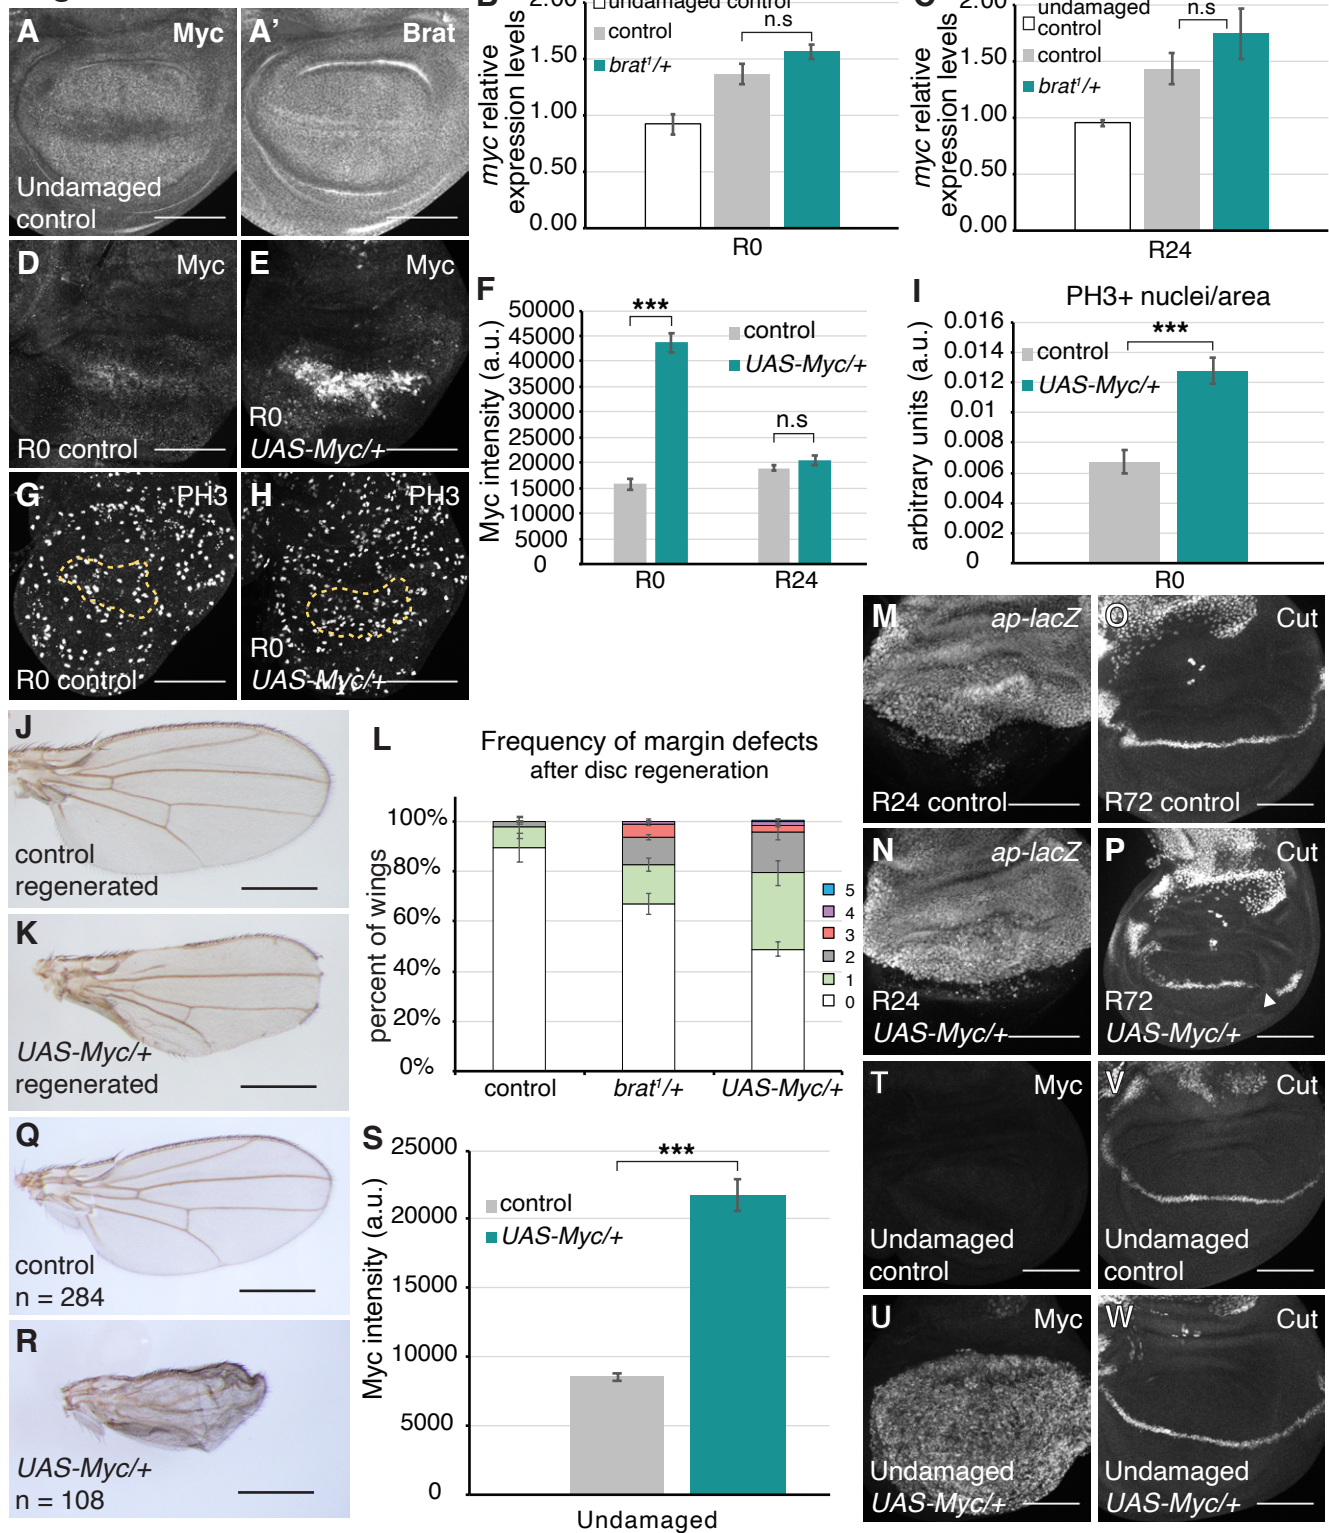 A Myc
A’ Brat
Undamaged
control
undamaged control
control
brat¹/+
n.s
2.00
1.50
1.00
0.50
0.00
myc relative
expression levels
R0
undamaged
control
control
brat¹/+
n.s
2.00
1.50
1.00
0.50
0.00
myc relative
expression levels
R24
D Myc
R0 control
E Myc
R0
UAS-Myc/+
F
50000
45000
40000
35000
30000
25000
20000
15000
10000
5000
0
Myc intensity (a.u.)
***
n.s
control
UAS-Myc/+
R0 R24
I
PH3+ nuclei/area
0.016
0.014
0.012
0.01
0.008
0.006
0.004
0.002
0
arbitrary units (a.u.)
***
control
UAS-Myc/+
R0
G PH3
R0 control
H PH3
R0
UAS-Myc/+
J
control
regenerated
K
UAS-Myc/+
regenerated
L
Frequency of margin defects
after disc regeneration
100%
80%
60%
40%
20%
0%
percent of wings
5
4
3
2
1
0
control brat¹/+ UAS-Myc/+
M ap-lacZ
R24 control
O Cut
R72 control
N ap-lacZ
R24
UAS-Myc/+
P Cut
R72
UAS-Myc/+
Q
control
n = 284
R
UAS-Myc/+
n = 108
S
25000
20000
15000
10000
5000
0
Myc intensity (a.u.)
***
control
UAS-Myc/+
Undamaged
T Myc
Undamaged
control
V Cut
Undamaged
control
U Myc
Undamaged
UAS-Myc/+
W Cut
Undamaged
UAS-Myc/+